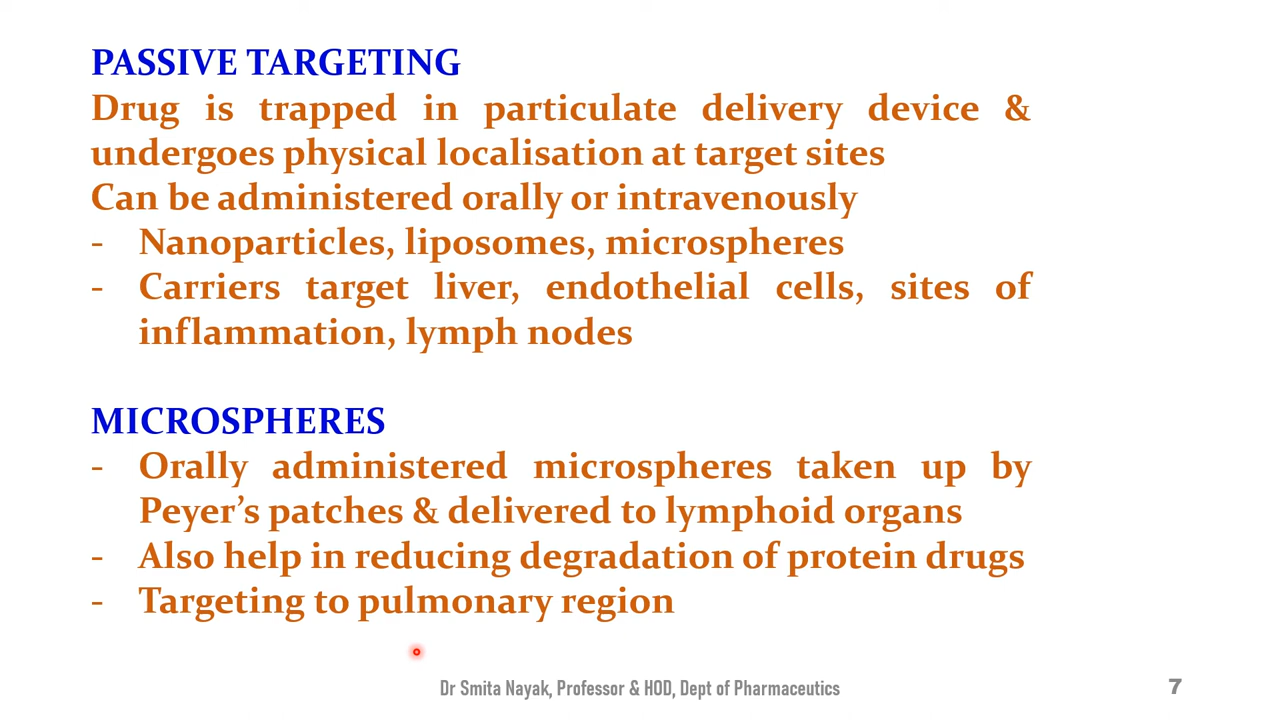 PASSIVE TARGETING
Drug is trapped in particulate delivery device &
undergoes physical localisation at target sites
Can be administered orally or intravenously
- Nanoparticles, liposomes, microspheres
- Carriers target liver, endothelial cells, sites of
inflammation, lymph nodes
MICROSPHERES
- Orally administered microspheres taken up by
Peyer’s patches & delivered to lymphoid organs
- Also help in reducing degradation of protein drugs
- Targeting to pulmonary region
Dr Smita Nayak, Professor & HOD, Dept of Pharmaceutics
7